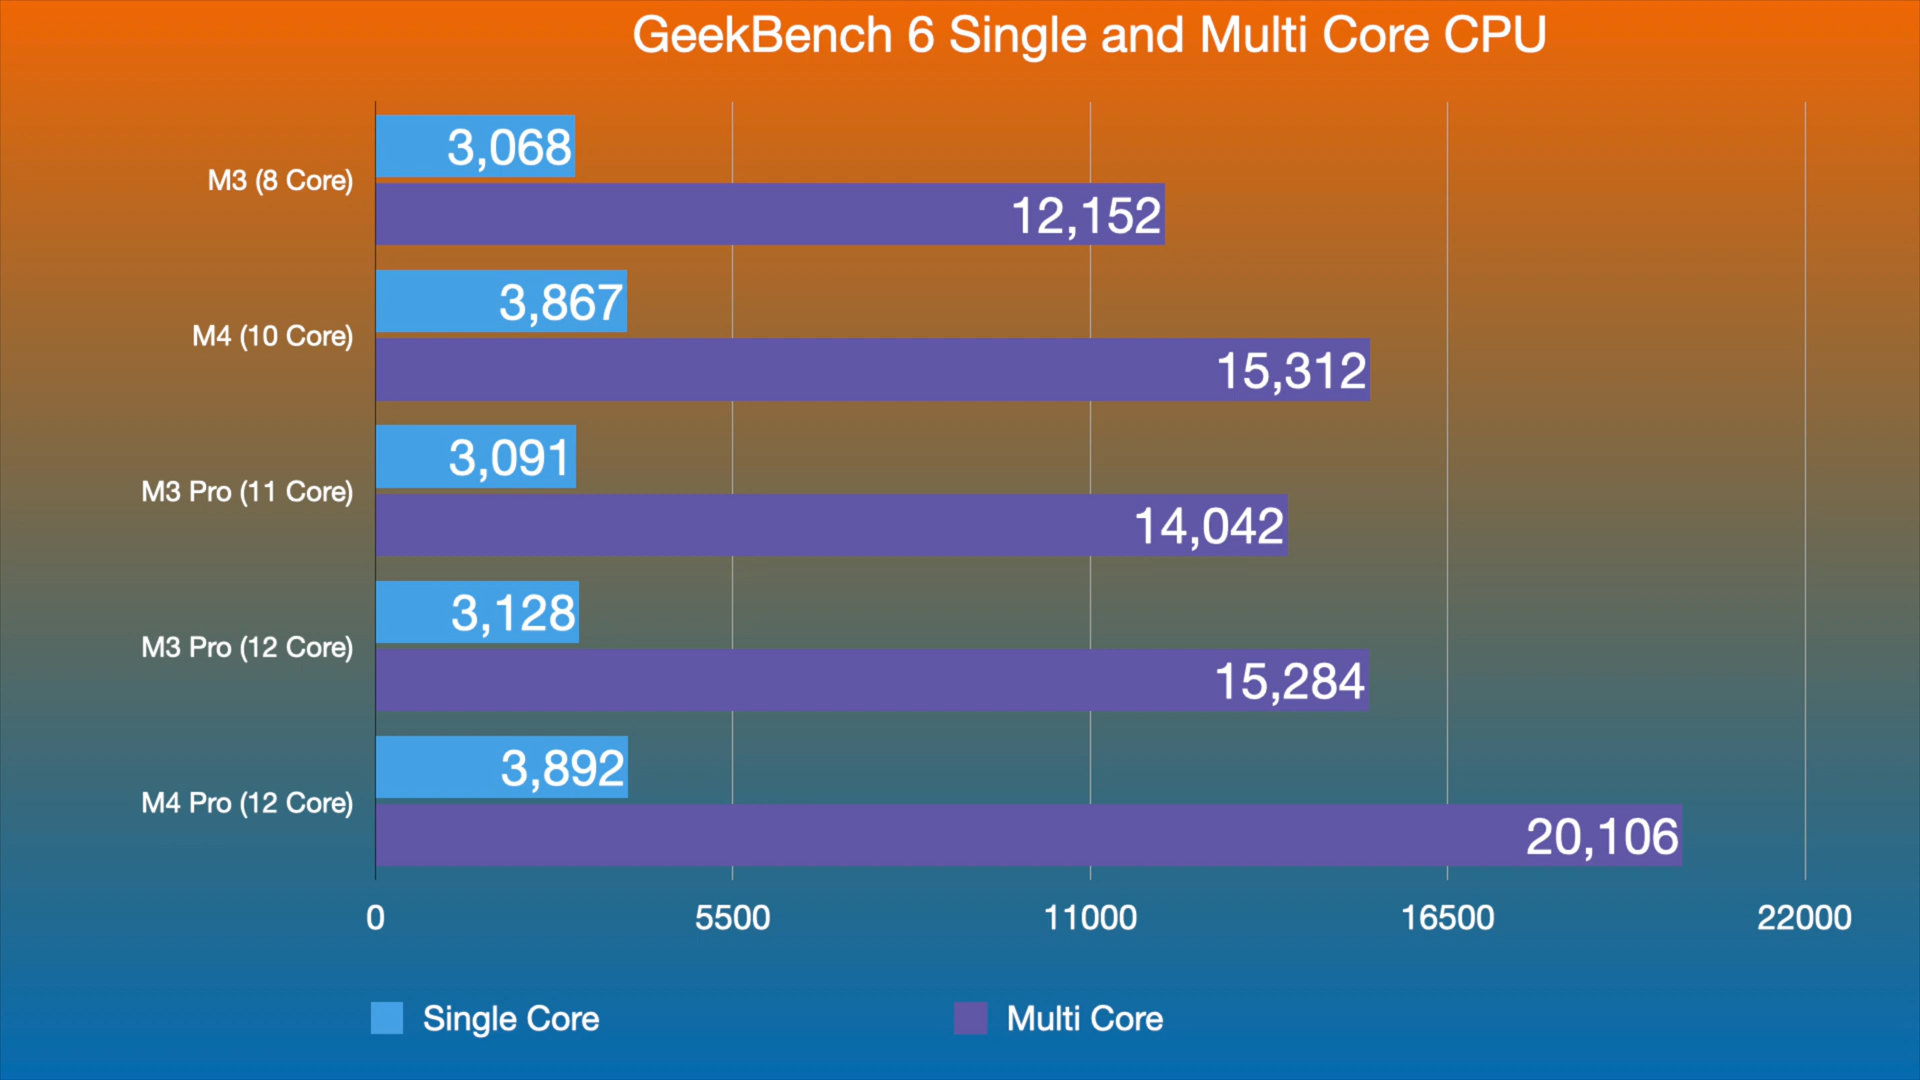 GeekBench 6 Single and Multi Core CPU
3,068
M3 (8 Core)
12,152
3,867
M4 (10 Core)
15,312
3,091
M3 Pro (11 Core)
14,042
3,128
M3 Pro (12 Core)
15,284
3,892
M4 Pro (12 Core)
20,106
0 5500 11000 16500 22000
Single Core Multi Core